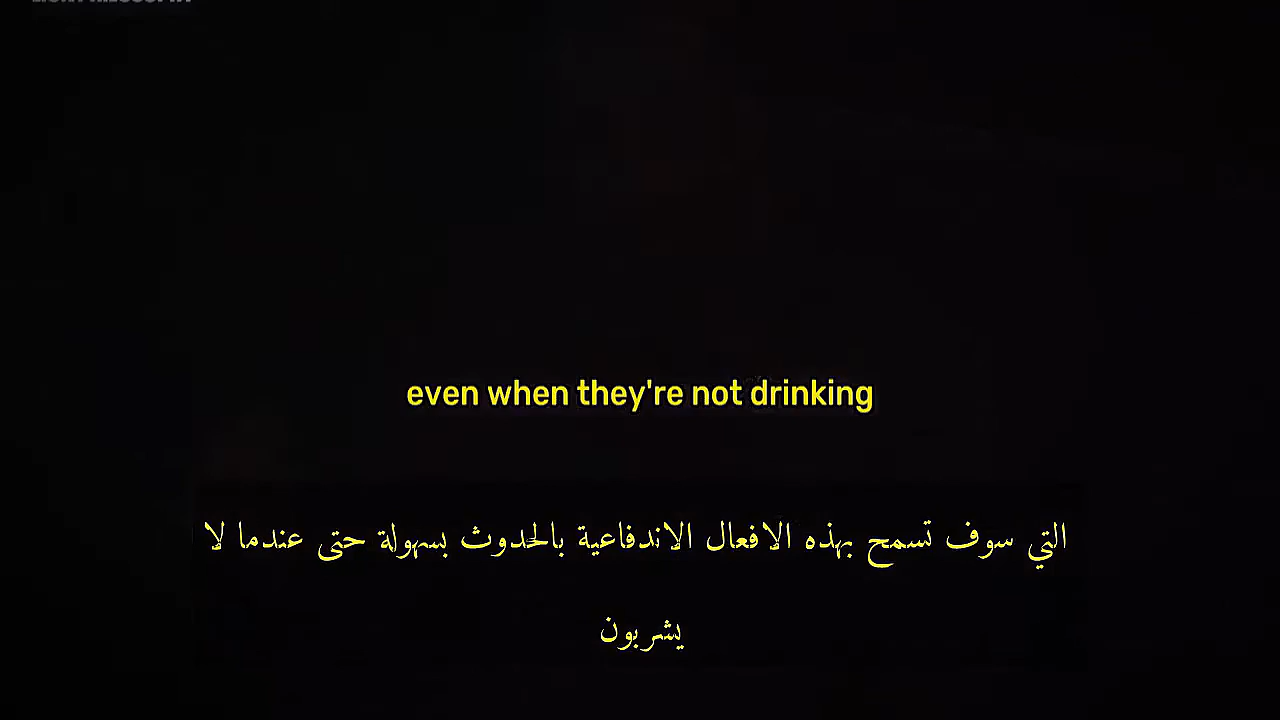 even when they're not drinking
التي سوف تسمح بهذه الافعال الاندفاعية بالحدوث بسهولة حتى عندما لا
يشربون